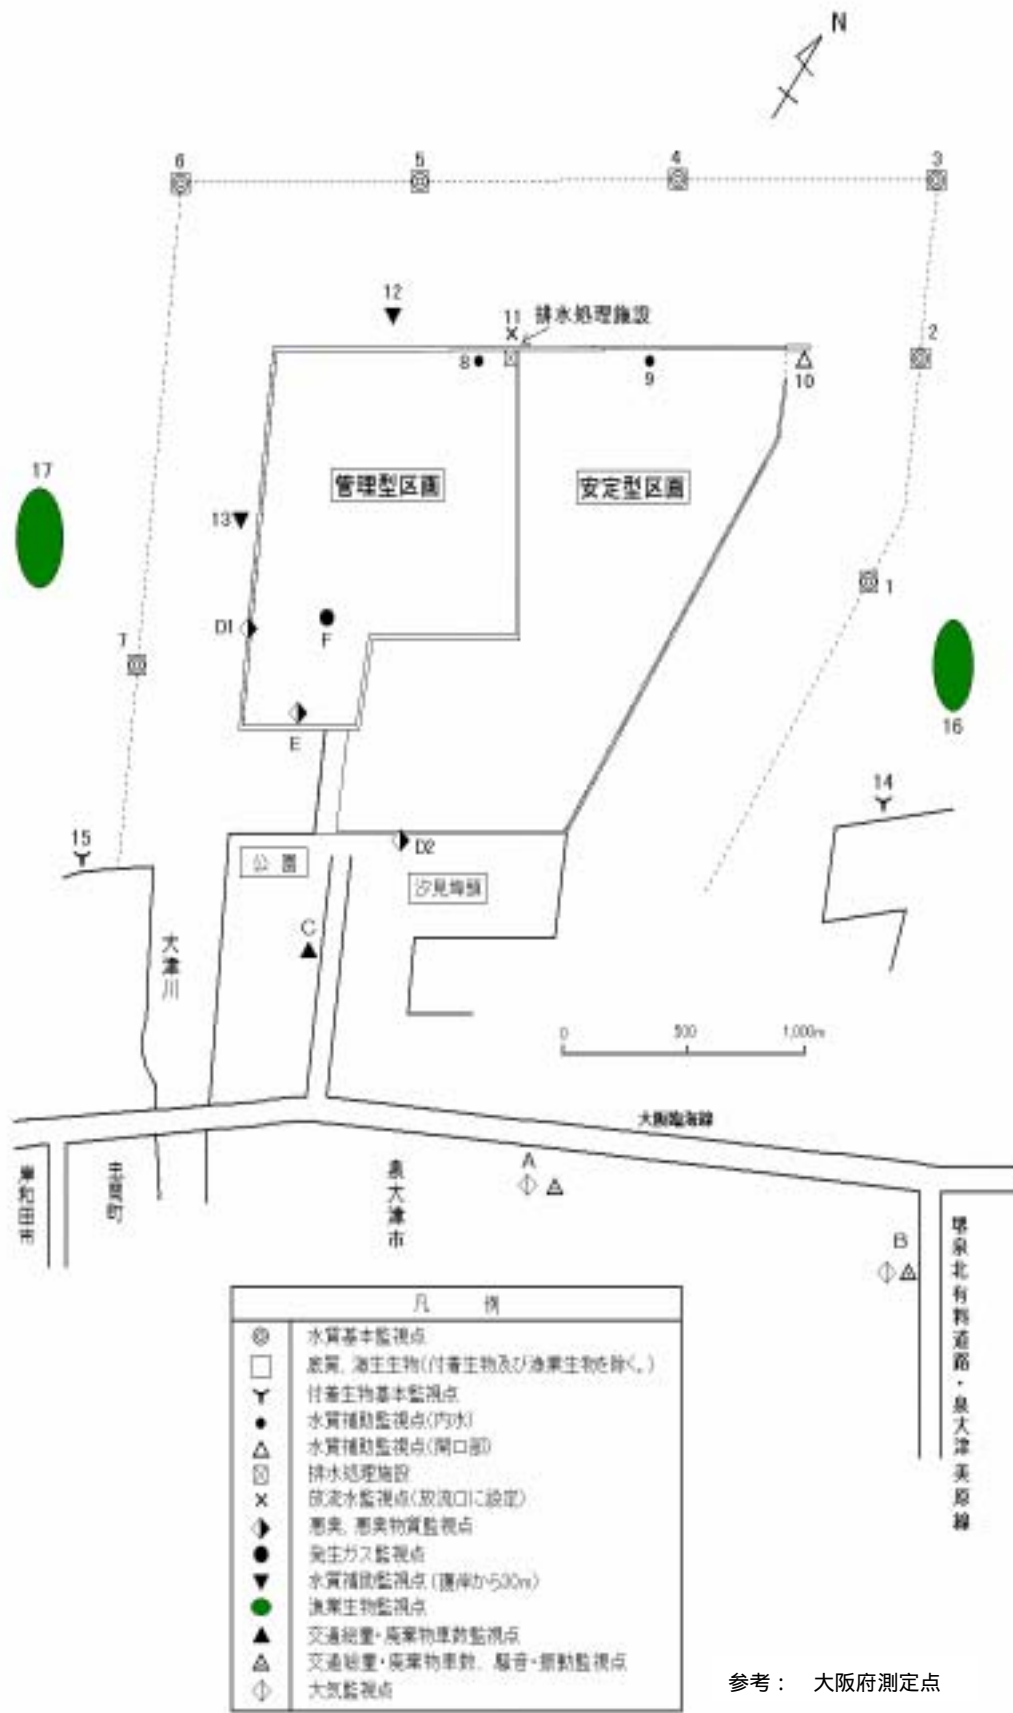 N
6
5
4
3
12
11
排水処理施設
2
8
9
10
17
管理型区画
安定型区画
13
1
D1
F
7
16
E
14
15
D2
公園
汐見埠頭
C
大津川
0 500 1,000m
大阪臨海線
A
岸和田市
忠岡町
泉大津市
B
堺泉北有料道路・泉大津美原線
凡 例
水質基本監視点
底質、海生生物(付着生物及び漁業生物を除く。)
付着生物基本監視点
水質補助監視点(内水)
水質補助監視点(開口部)
排水処理施設
放流水監視点(放流口に設定)
悪臭、悪臭物質監視点
発生ガス監視点
水質補助監視点(護岸から30m)
漁業生物監視点
交通総量・廃棄物車数監視点
交通総量・廃棄物車数、騒音・振動監視点
大気監視点
参考: 大阪府測定点